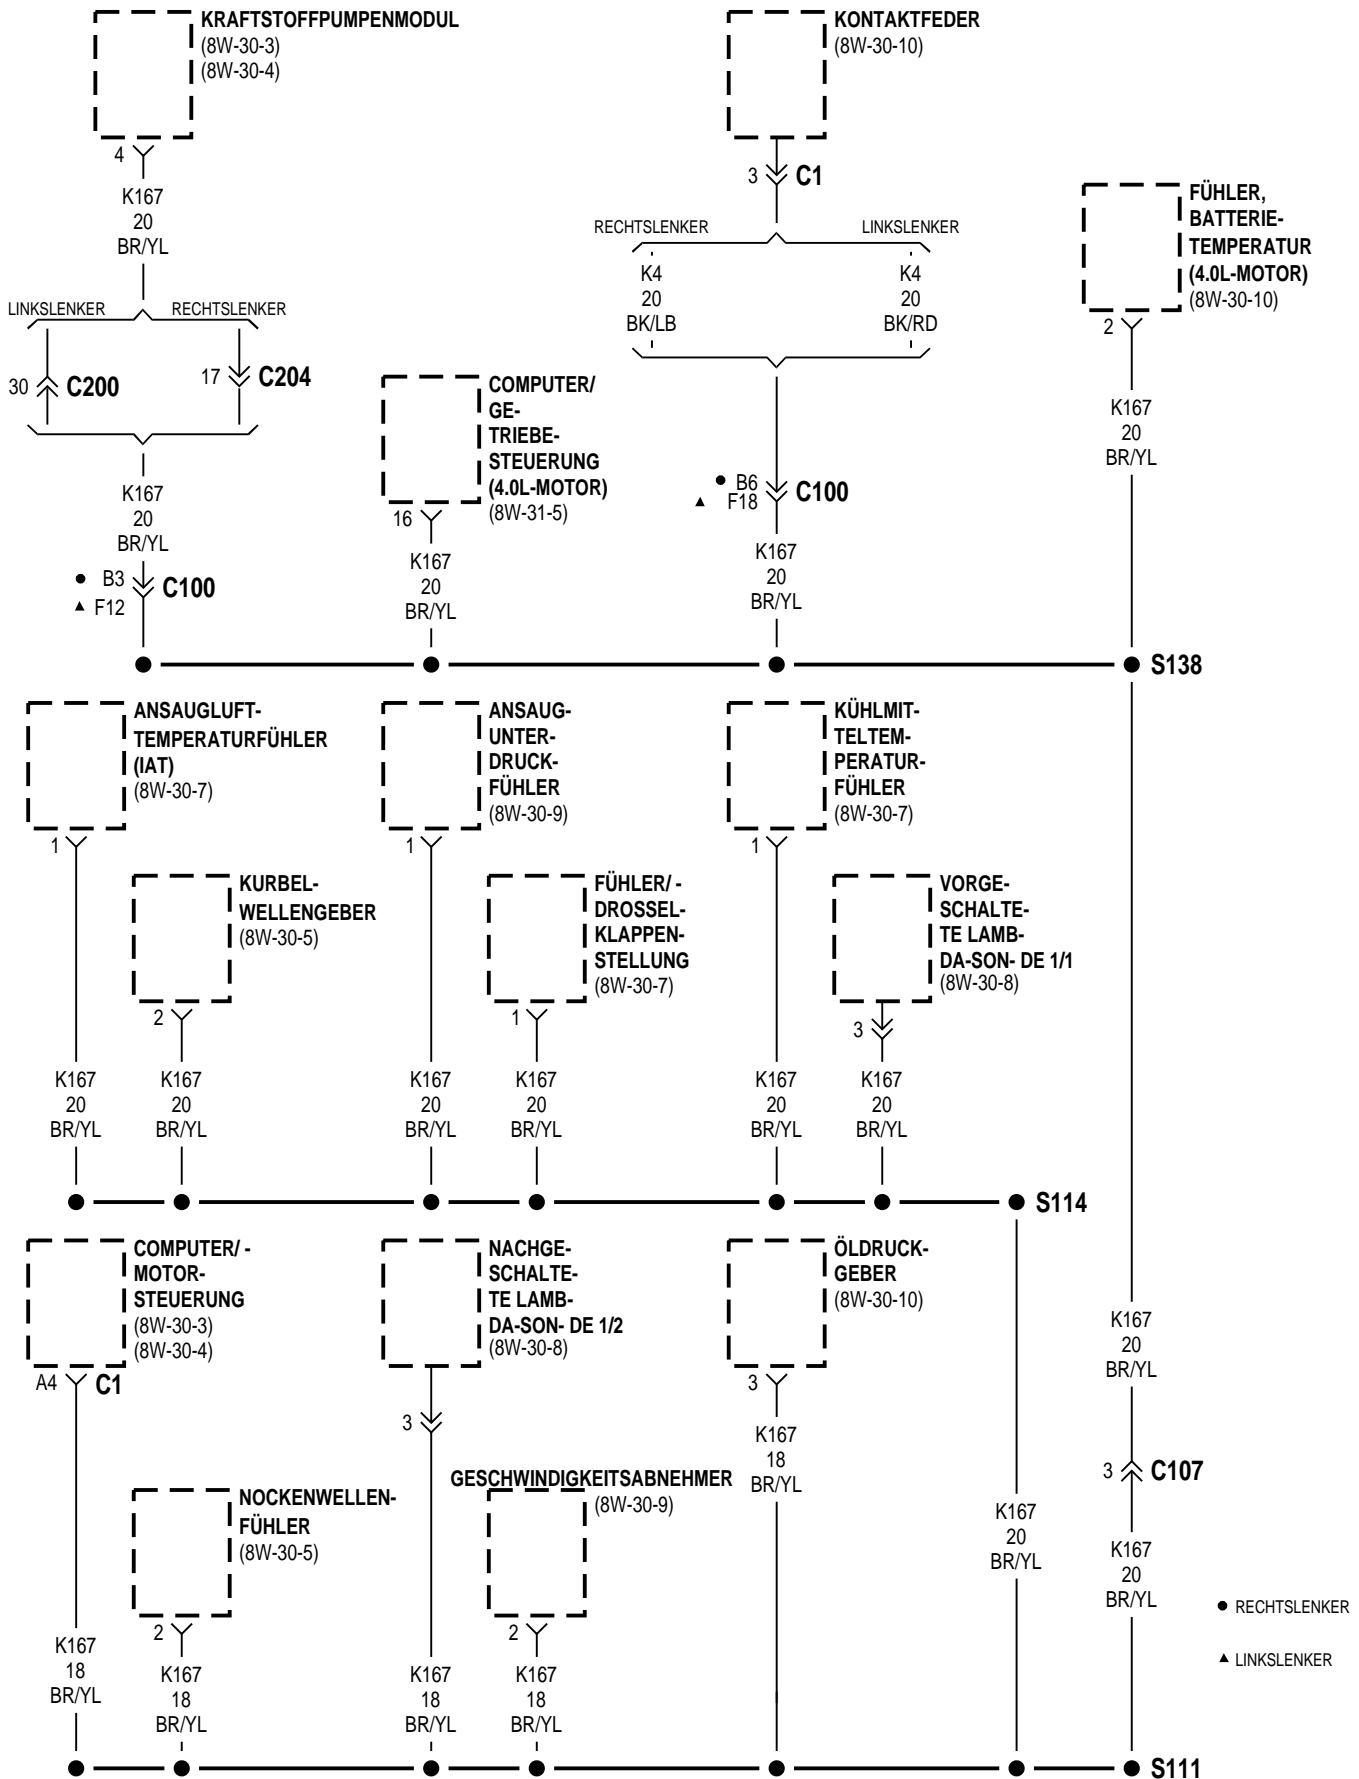 KRAFTSTOFFPUMPENMODUL
(8W-30-3)
(8W-30-4)
4
K167
20
BR/YL
LINKSLENKER
RECHTSLENKER
30
C200
17
C204
K167
20
BR/YL
● B3
▲ F12
C100
COMPUTER/
GE-
TRIEBE-
STEUERUNG
(4.0L-MOTOR)
(8W-31-5)
16
K167
20
BR/YL
KONTAKTFEDER
(8W-30-10)
3
C1
RECHTSLENKER
LINKSLENKER
K4
20
BK/LB
K4
20
BK/RD
● B6
▲ F18
C100
K167
20
BR/YL
FÜHLER,
BATTERIE-
TEMPERATUR
(4.0L-MOTOR)
(8W-30-10)
2
K167
20
BR/YL
S138
ANSAUGLUFT-
TEMPERATURFÜHLER
(IAT)
(8W-30-7)
1
K167
20
BR/YL
KURBEL-
WELLENGEBER
(8W-30-5)
2
K167
20
BR/YL
ANSAUG-
UNTER-
DRUCK-
FÜHLER
(8W-30-9)
1
K167
20
BR/YL
FÜHLER/ -
DROSSEL-
KLAPPEN-
STELLUNG
(8W-30-7)
1
K167
20
BR/YL
KÜHLMIT-
TELTEM-
PERATUR-
FÜHLER
(8W-30-7)
1
K167
20
BR/YL
VORGE-
SCHALTE-
TE LAMB-
DA-SON- DE 1/1
(8W-30-8)
3
K167
20
BR/YL
S114
COMPUTER/ -
MOTOR-
STEUERUNG
(8W-30-3)
(8W-30-4)
A4
C1
K167
18
BR/YL
NOCKENWELLEN-
FÜHLER
(8W-30-5)
2
K167
18
BR/YL
NACHGE-
SCHALTE-
TE LAMB-
DA-SON- DE 1/2
(8W-30-8)
3
K167
18
BR/YL
GESCHWINDIGKEITSABNEHMER
(8W-30-9)
2
K167
18
BR/YL
ÖLDRUCK-
GEBER
(8W-30-10)
3
K167
18
BR/YL
K167
20
BR/YL
K167
20
BR/YL
3
C107
K167
20
BR/YL
● RECHTSLENKER
▲ LINKSLENKER
S111